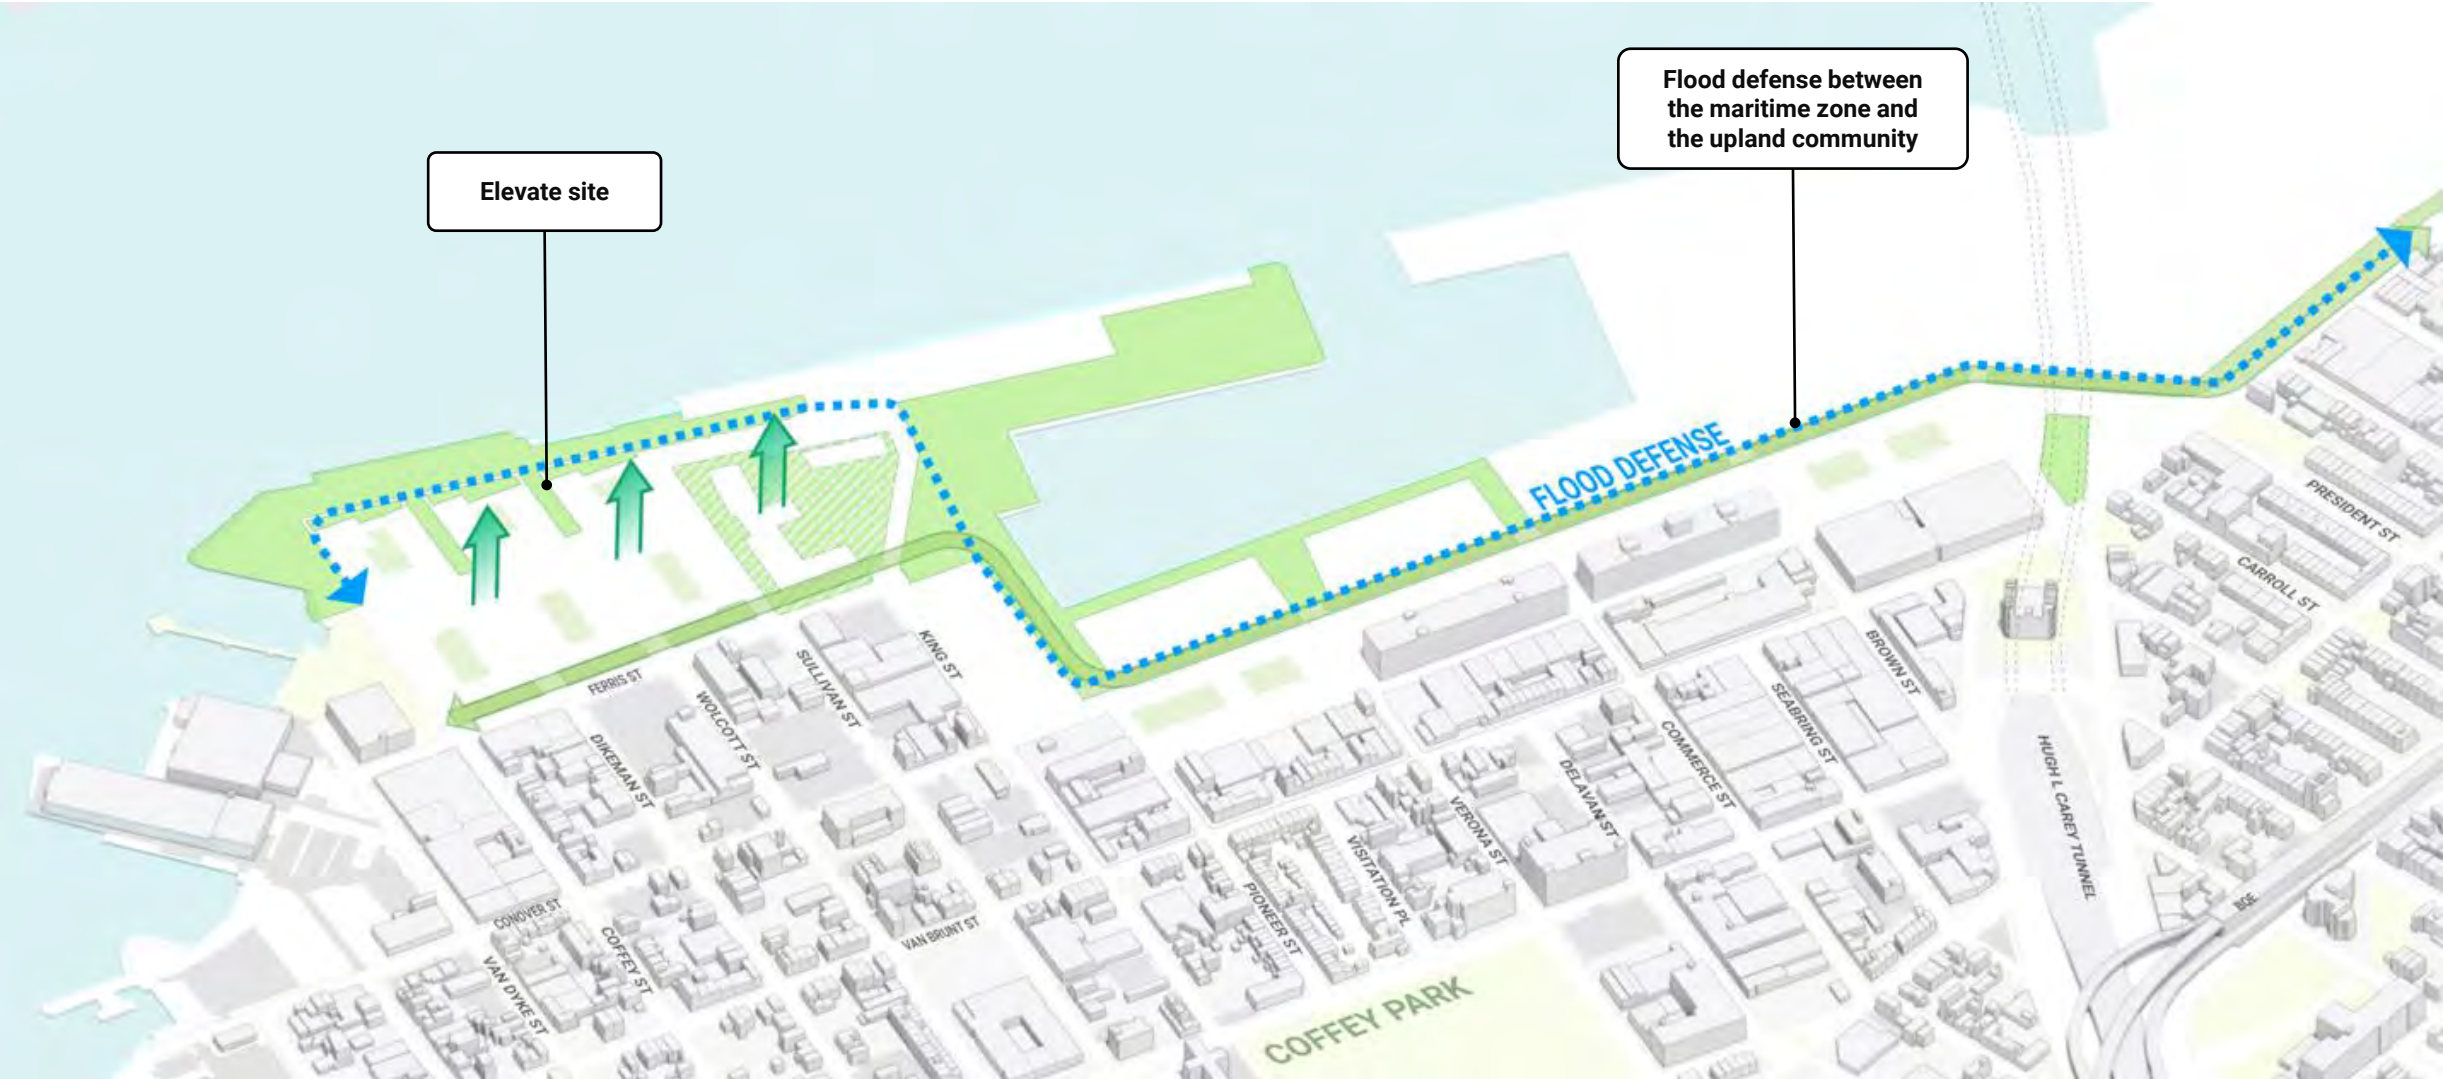 Flood defense between
the maritime zone and
the upland community
Elevate site
FLOOD DEFENSE
PRESIDENT ST
CARROLL ST
KING ST
BROWN ST
FERRIS ST
SULLIVAN ST
WOLCOTT ST
SEABRING ST
COMMERCE ST
DIKEMAN ST
DELAVAN ST
HUGH L CAREY TUNNEL
VERONA ST
VISITATION PL
PIONEER ST
CONOVER ST
VAN BRUNT ST
BQE
COFFEY ST
VAN DYKE ST
COFFEY PARK